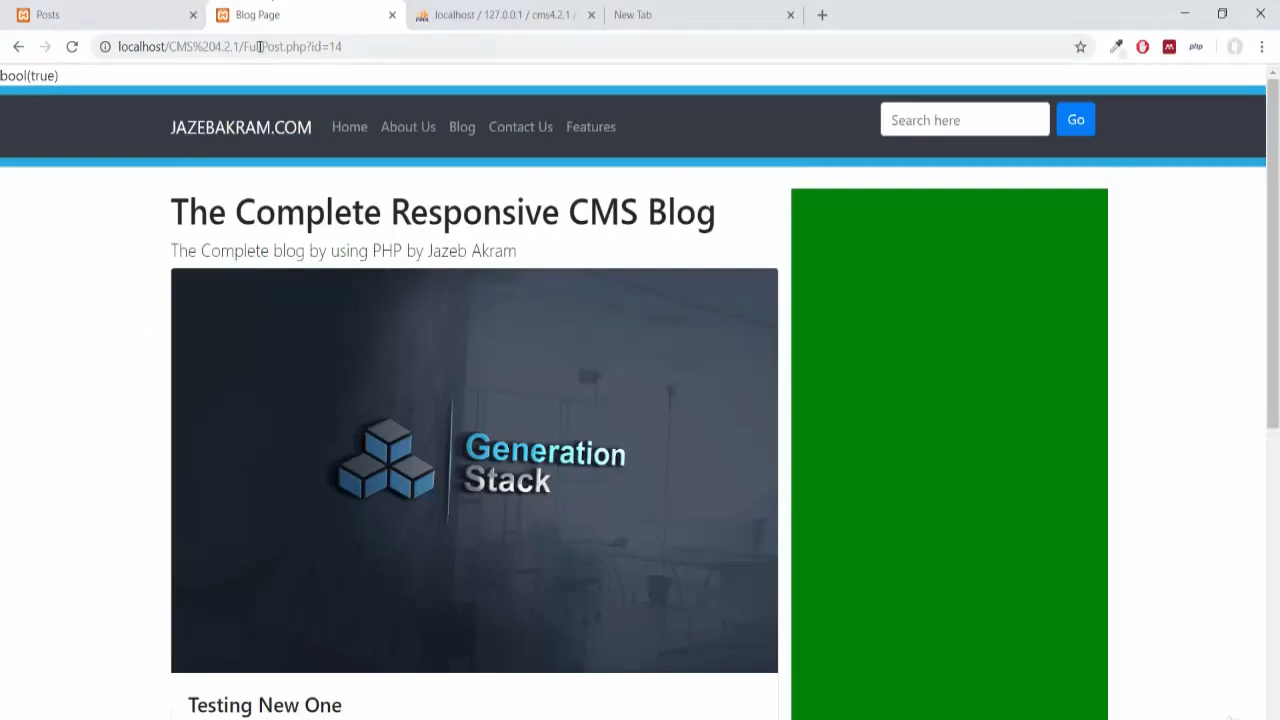 Posts
Blog Page
localhost / 127.0.0.1 / cms4.2.1 /
New Tab
localhost/CMS%204.2.1/FullPost.php?id=14
php
bool(true)
JAZEBAKRAM.COM
Home
About Us
Blog
Contact Us
Features
Search here
Go
The Complete Responsive CMS Blog
The Complete blog by using PHP by Jazeb Akram
Generation
Stack
Testing New One